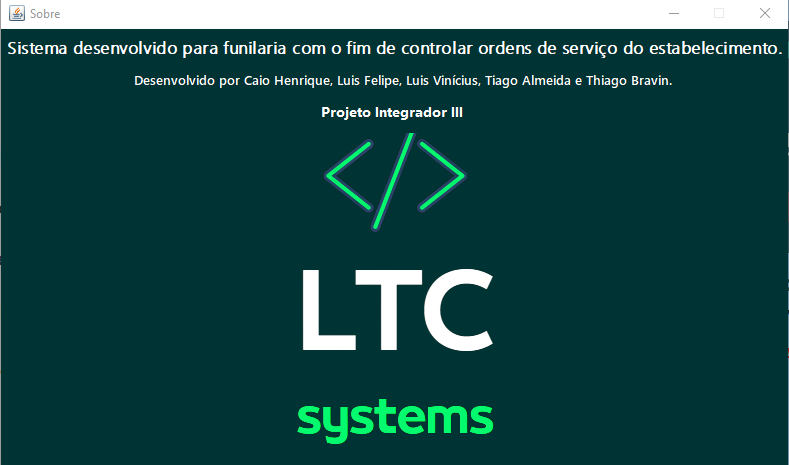 Sobre
Sistema desenvolvido para funilaria com o fim de controlar ordens de serviço do estabelecimento.
Desenvolvido por Caio Henrique, Luis Felipe, Luis Vinícius, Tiago Almeida e Thiago Bravin.
Projeto Integrador III
</>
LTC
systems